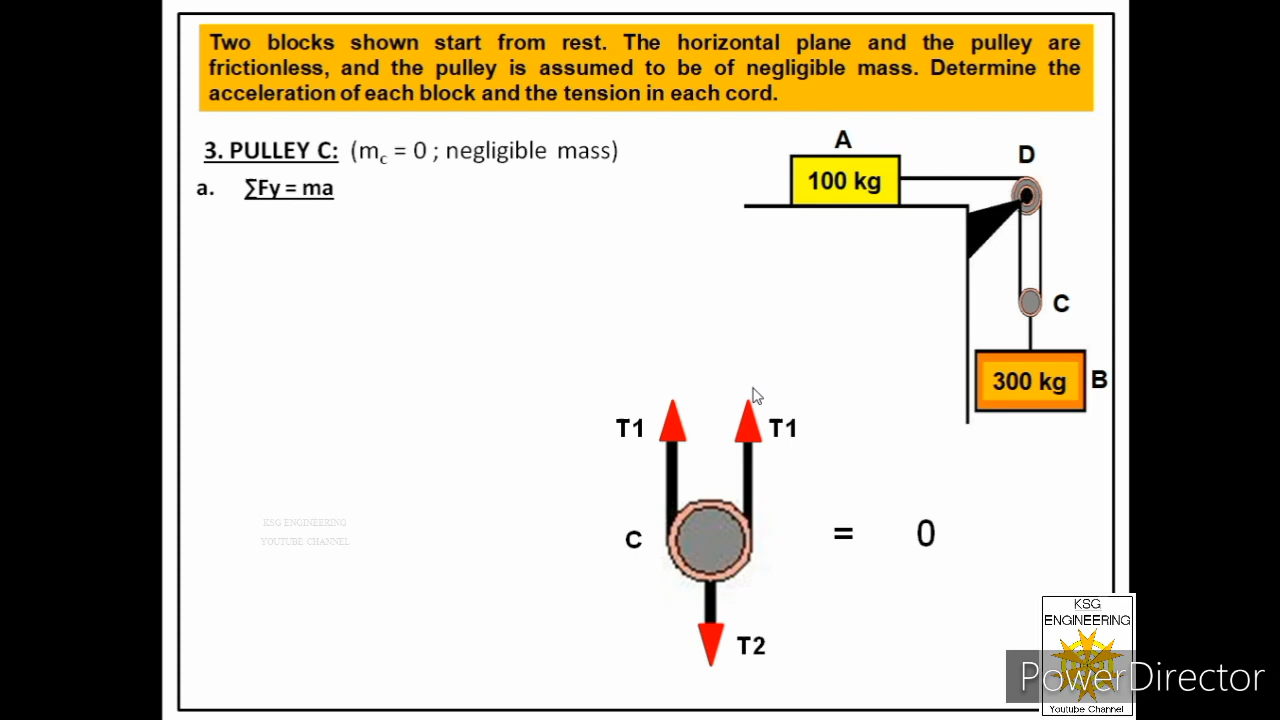 Two blocks shown start from rest. The horizontal plane and the pulley are
frictionless, and the pulley is assumed to be of negligible mass. Determine the
acceleration of each block and the tension in each cord.
3. PULLEY C: (mc = 0 ; negligible mass)
a. ∑Fy = ma
A
100 kg
D
C
300 kg
B
T1
T1
C
= 0
T2
KSG ENGINEERING
YOUTUBE CHANNEL
KSG
ENGINEERING
PowerDirector
Youtube Channel